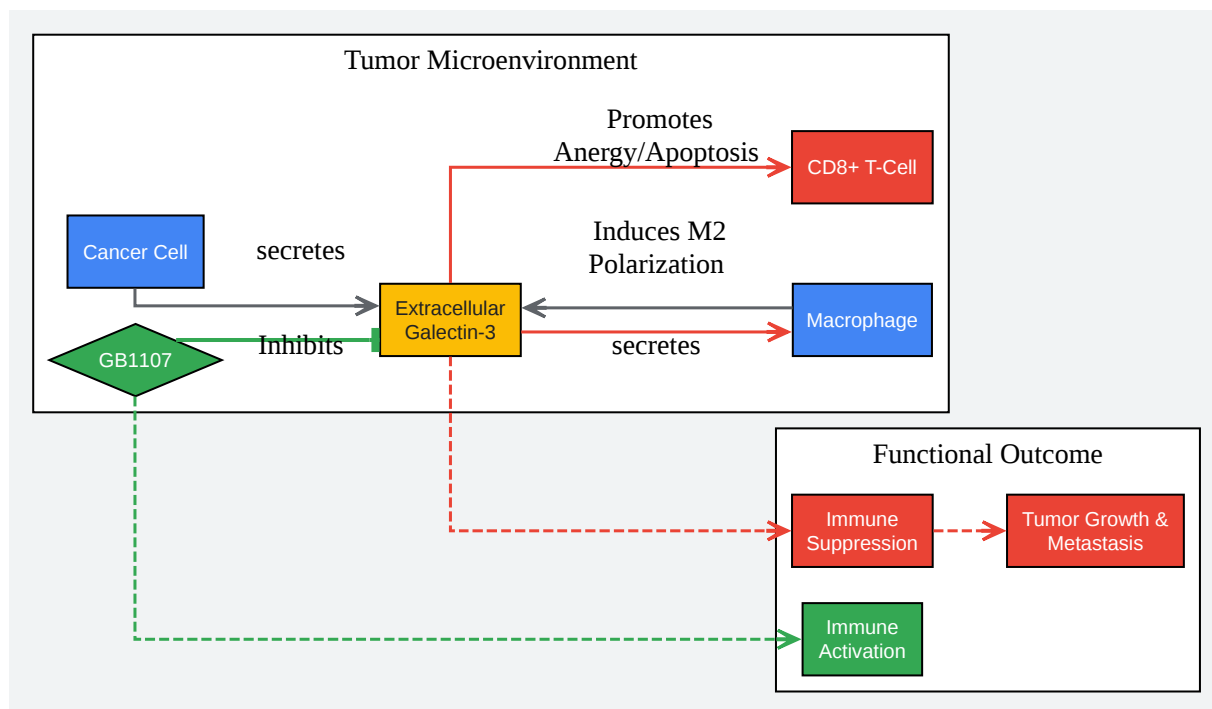 Tumor Microenvironment
Promotes
Anergy/Apoptosis
CD8+ T-Cell
Cancer Cell
secretes
Induces M2
Polarization
Extracellular
Galectin-3
Macrophage
GB1107
Inhibits
secretes
Functional Outcome
Immune
Suppression
Tumor Growth &
Metastasis
Immune
Activation